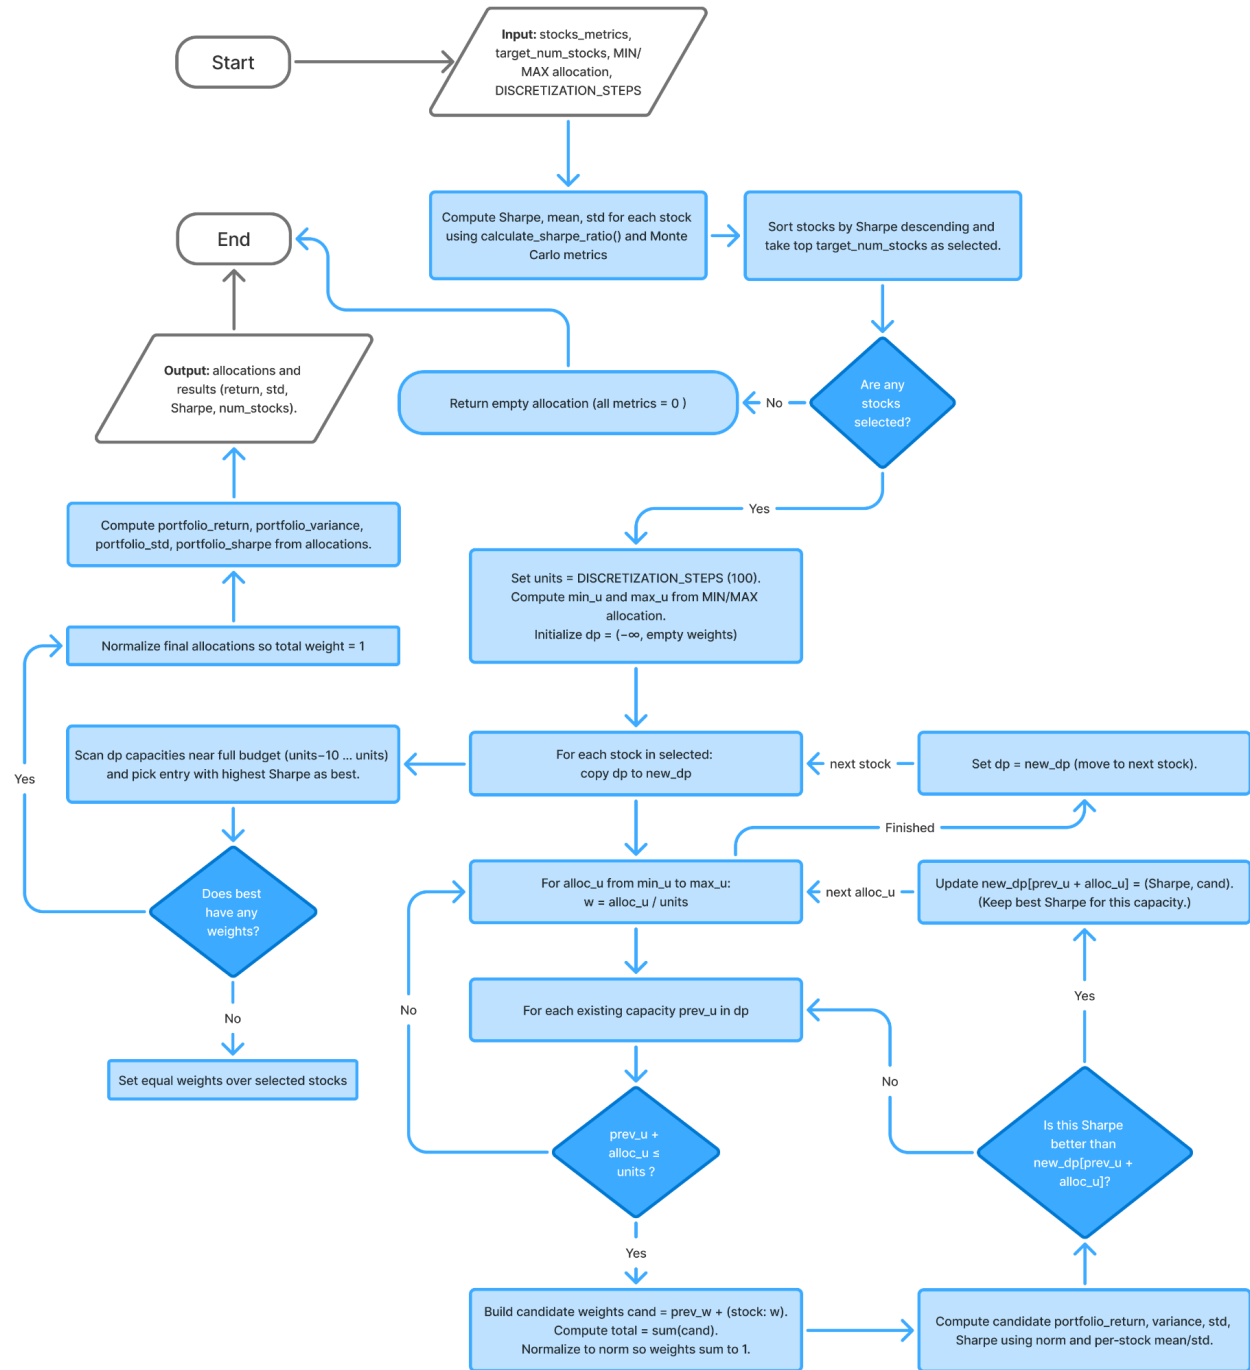 Start
Input: stocks_metrics,
target_num_stocks, MIN/
MAX allocation,
DISCRETIZATION_STEPS
Compute Sharpe, mean, std for each stock
using calculate_sharpe_ratio() and Monte
Carlo metrics
Sort stocks by Sharpe descending and
take top target_num_stocks as selected.
End
Are any
stocks
selected?
No
Return empty allocation (all metrics = 0 )
Output: allocations and
results (return, std,
Sharpe, num_stocks).
Yes
Compute portfolio_return, portfolio_variance,
portfolio_std, portfolio_sharpe from allocations.
Set units = DISCRETIZATION_STEPS (100).
Compute min_u and max_u from MIN/MAX
allocation.
Initialize dp = (−∞, empty weights)
Normalize final allocations so total weight = 1
Scan dp capacities near full budget (units−10 ... units)
and pick entry with highest Sharpe as best.
For each stock in selected:
copy dp to new_dp
next stock
Set dp = new_dp (move to next stock).
Yes
Finished
Does best
have any
weights?
For alloc_u from min_u to max_u:
w = alloc_u / units
next alloc_u
Update new_dp[prev_u + alloc_u] = (Sharpe, cand).
(Keep best Sharpe for this capacity.)
No
No
For each existing capacity prev_u in dp
Yes
Set equal weights over selected stocks
No
prev_u +
alloc_u ≤
units ?
Is this Sharpe
better than
new_dp[prev_u +
alloc_u]?
Yes
Build candidate weights cand = prev_w + (stock: w).
Compute total = sum(cand).
Normalize to norm so weights sum to 1.
Compute candidate portfolio_return, variance, std,
Sharpe using norm and per-stock mean/std.